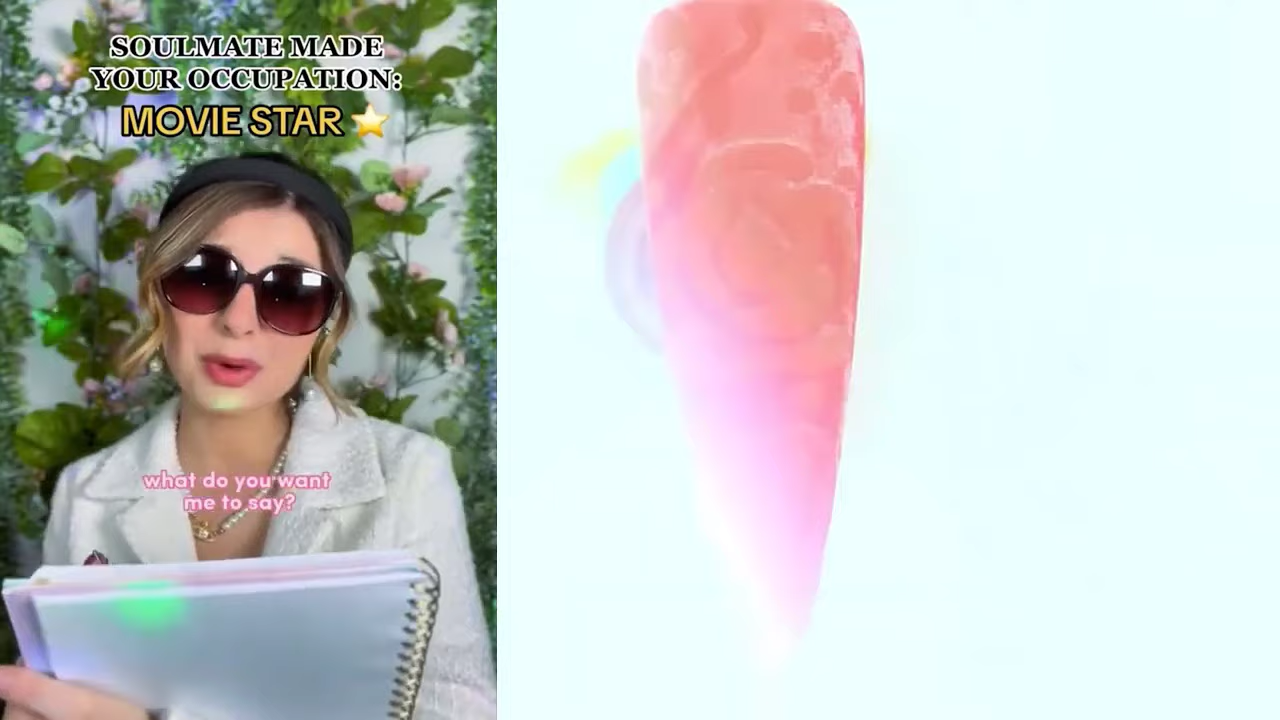 SOULMATE MADE
YOUR OCCUPATION:
MOVIE STAR ⭐
what do you want
me to say?